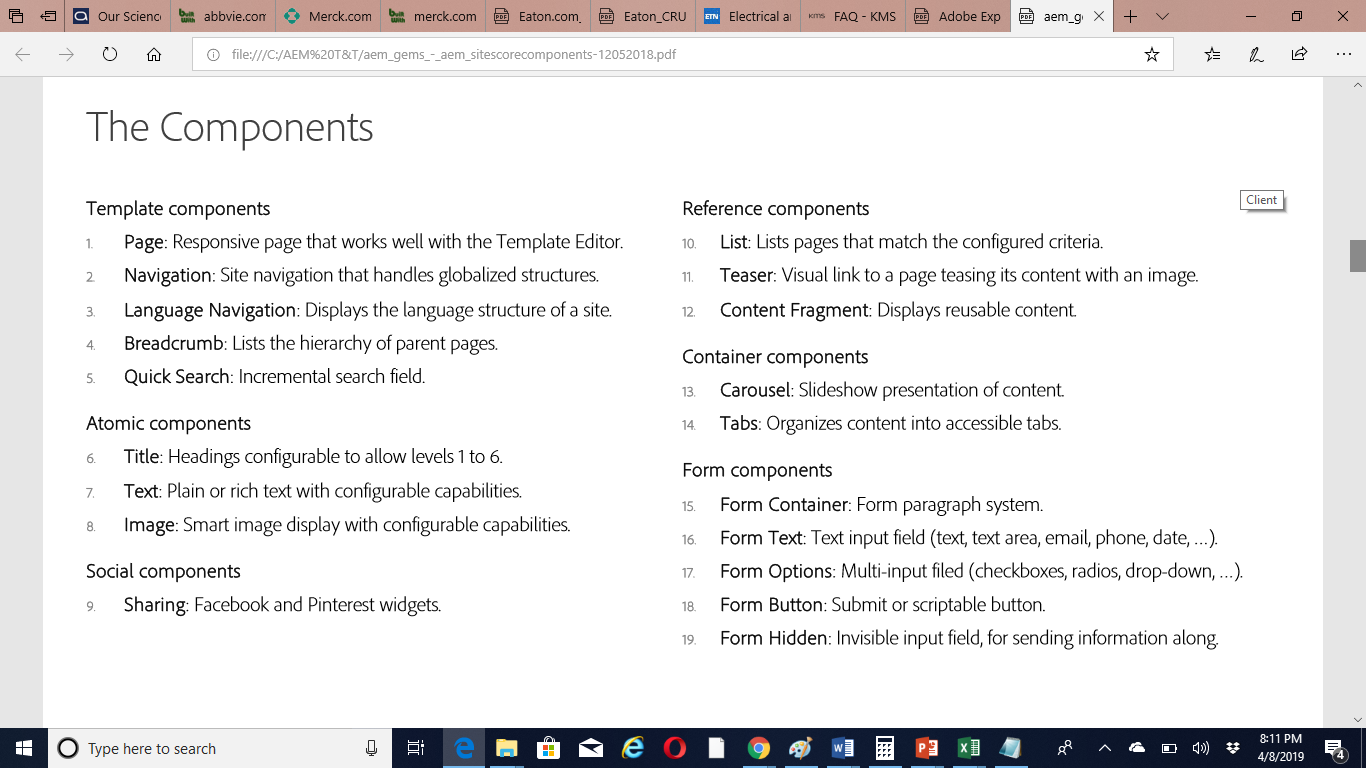 Our Scienc
abbvie.com
Merck.com
merck.com
Eaton.com_
Eaton_CRU
ETN Electrical an
KMS FAQ - KMS
Adobe Exp
aem_ge
file:///C:/AEM%20T&T/aem_gems_-_aem_sitescorecomponents-12052018.pdf
The Components
Template components
1. Page: Responsive page that works well with the Template Editor.
2. Navigation: Site navigation that handles globalized structures.
3. Language Navigation: Displays the language structure of a site.
4. Breadcrumb: Lists the hierarchy of parent pages.
5. Quick Search: Incremental search field.
Atomic components
6. Title: Headings configurable to allow levels 1 to 6.
7. Text: Plain or rich text with configurable capabilities.
8. Image: Smart image display with configurable capabilities.
Social components
9. Sharing: Facebook and Pinterest widgets.
Client
Reference components
10. List: Lists pages that match the configured criteria.
11. Teaser: Visual link to a page teasing its content with an image.
12. Content Fragment: Displays reusable content.
Container components
13. Carousel: Slideshow presentation of content.
14. Tabs: Organizes content into accessible tabs.
Form components
15. Form Container: Form paragraph system.
16. Form Text: Text input field (text, text area, email, phone, date, …).
17. Form Options: Multi-input filed (checkboxes, radios, drop-down, …).
18. Form Button: Submit or scriptable button.
19. Form Hidden: Invisible input field, for sending information along.
Type here to search
8:11 PM
4/8/2019
4